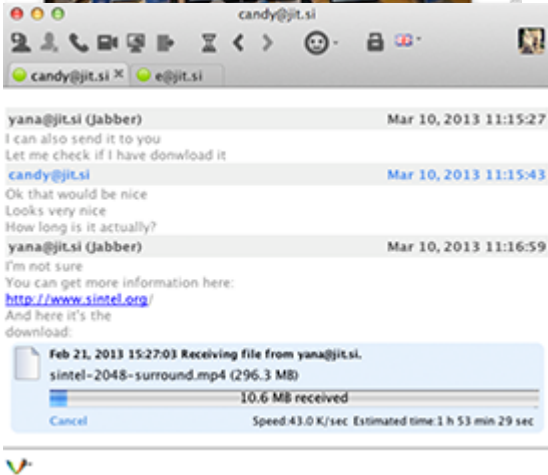 candy@jit.si
candy@jit.si × e@jit.si
yana@jit.si (Jabber) Mar 10, 2013 11:15:27
I can also send it to you
Let me check if I have donwload it
candy@jit.si Mar 10, 2013 11:15:43
Ok that would be nice
Looks very nice
How long is it actually?
yana@jit.si (Jabber) Mar 10, 2013 11:16:59
I'm not sure
You can get more information here:
http://www.sintel.org/
And here it's the
download:
Feb 21, 2013 15:27:03 Receiving file from yana@jit.si.
sintel-2048-surround.mp4 (296.3 MB)
10.6 MB received
Cancel Speed:43.0 K/sec Estimated time:1 h 53 min 29 sec